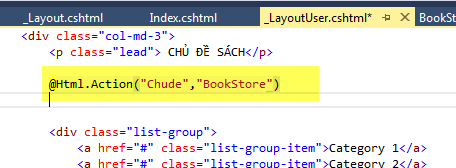 _Layout.cshtml Index.cshtml _LayoutUser.cshtml* BookSt
<div class="col-md-3">
<p class="lead"> CHỦ ĐỀ SÁCH</p>
@Html.Action("Chude","BookStore")
<div class="list-group">
<a href="#" class="list-group-item">Category 1</a>
<a href="#" class="list-group-item">Category 2</a>